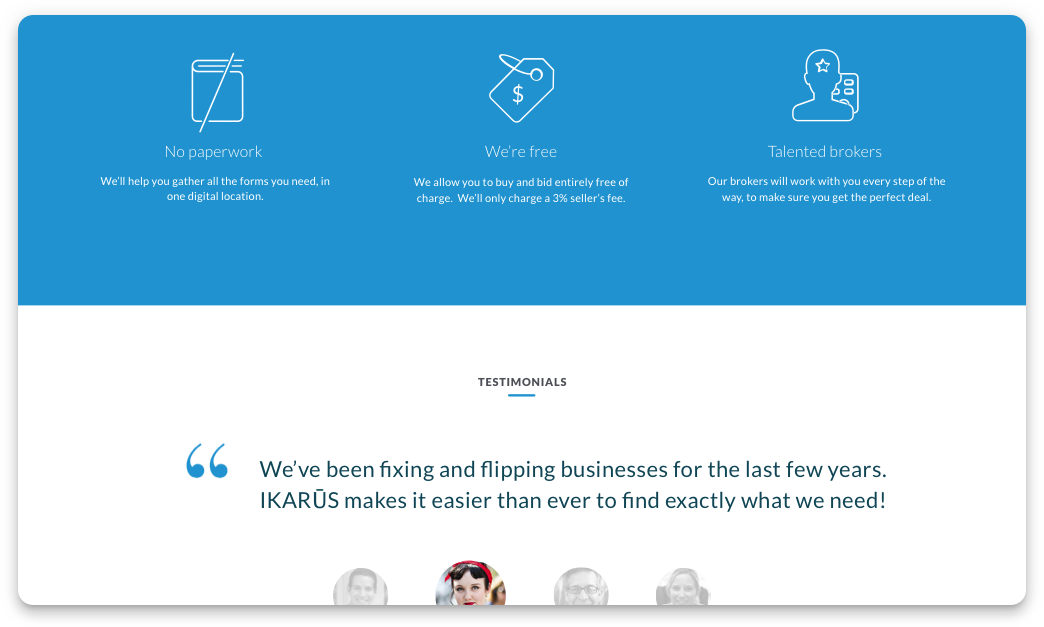 $
No paperwork
We're free
Talented brokers
We'll help you gather all the forms you need, in
one digital location.
We allow you to buy and bid entirely free of
charge.  We'll only charge a 3% seller's fee.
Our brokers will work with you every step of the
way, to make sure you get the perfect deal.
TESTIMONIALS
“
We've been fixing and flipping businesses for the last few years.
IKARŪS makes it easier than ever to find exactly what we need!